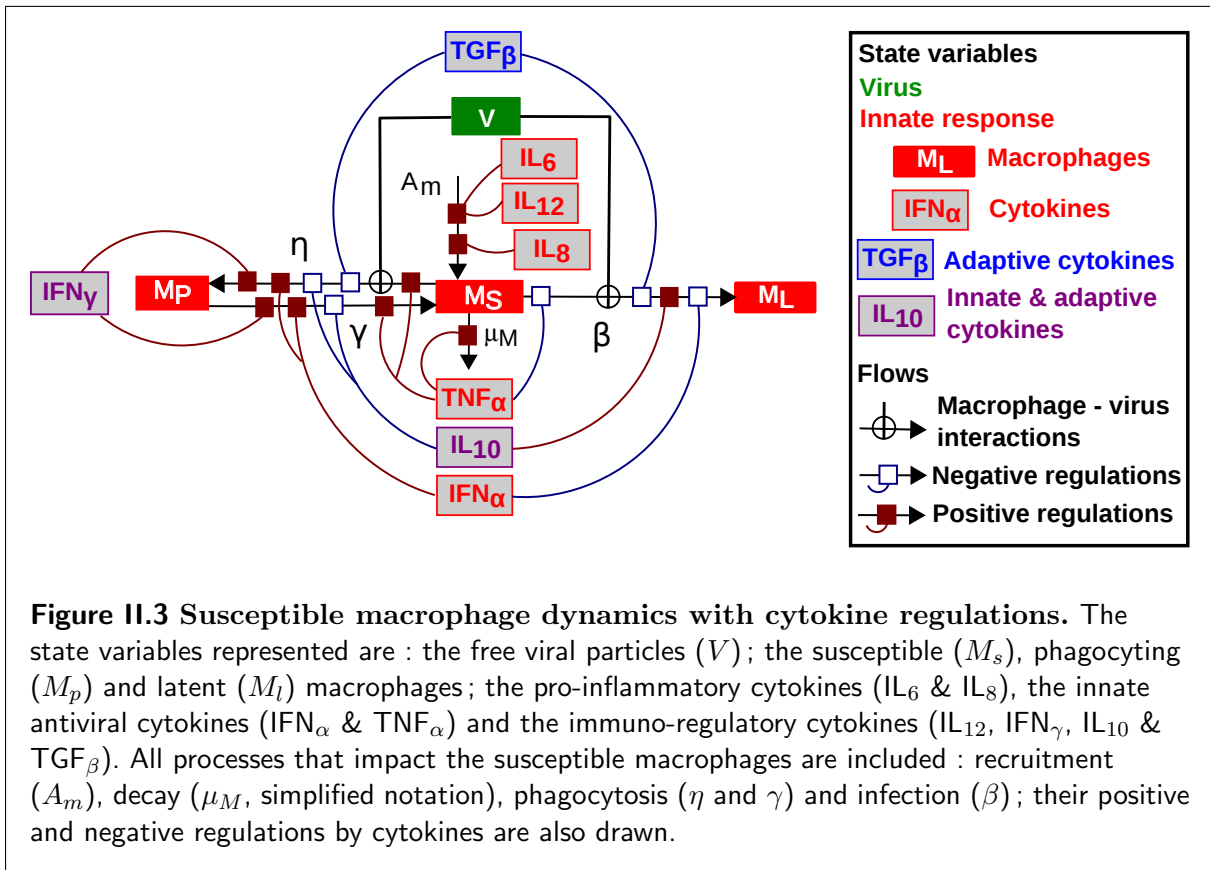 TGFβ
V
IL6
Am
IL12
IL8
η
IFNγ
MP
MS
ML
γ
μM
β
TNFα
IL10
IFNα
State variables
Virus
Innate response
ML Macrophages
IFNα Cytokines
TGFβ Adaptive cytokines
IL10 Innate & adaptive
cytokines
Flows
Macrophage - virus
interactions
Negative regulations
Positive regulations
Figure II.3 Susceptible macrophage dynamics with cytokine regulations. The
state variables represented are : the free viral particles (V) ; the susceptible (Ms), phagocyting
(Mp) and latent (Ml) macrophages ; the pro-inflammatory cytokines (IL6 & IL8), the innate
antiviral cytokines (IFNα & TNFα) and the immuno-regulatory cytokines (IL12, IFNγ, IL10 &
TGFβ). All processes that impact the susceptible macrophages are included : recruitment
(Am), decay (μM, simplified notation), phagocytosis (η and γ) and infection (β) ; their positive
and negative regulations by cytokines are also drawn.